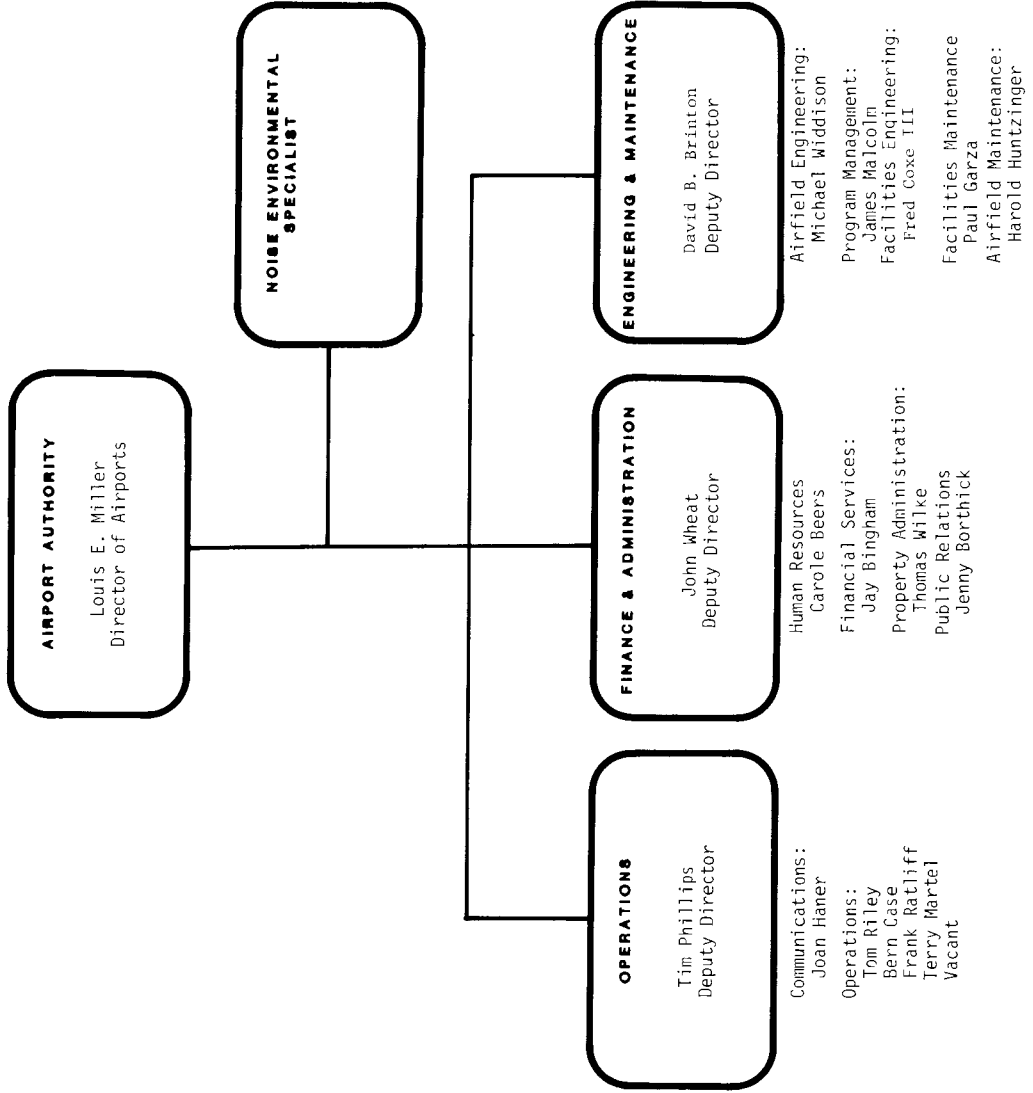 AIRPORT AUTHORITY
Louis E. Miller
Director of Airports
NOISE ENVIRONMENTAL
SPECIALIST
OPERATIONS
Tim Phillips
Deputy Director
Communications:
Joan Haner
Operations:
Tom Riley
Bern Case
Frank Ratliff
Terry Martel
Vacant
FINANCE & ADMINISTRATION
John Wheat
Deputy Director
Human Resources
Carole Beers
Financial Services:
Jay Bingham
Property Administration:
Thomas Wilke
Public Relations
Jenny Borthick
ENGINEERING & MAINTENANCE
David B. Brinton
Deputy Director
Airfield Engineering:
Michael Widdison
Program Management:
James Malcolm
Facilities Engineering:
Fred Coxe III
Facilities Maintenance
Paul Garza
Airfield Maintenance:
Harold Huntzinger